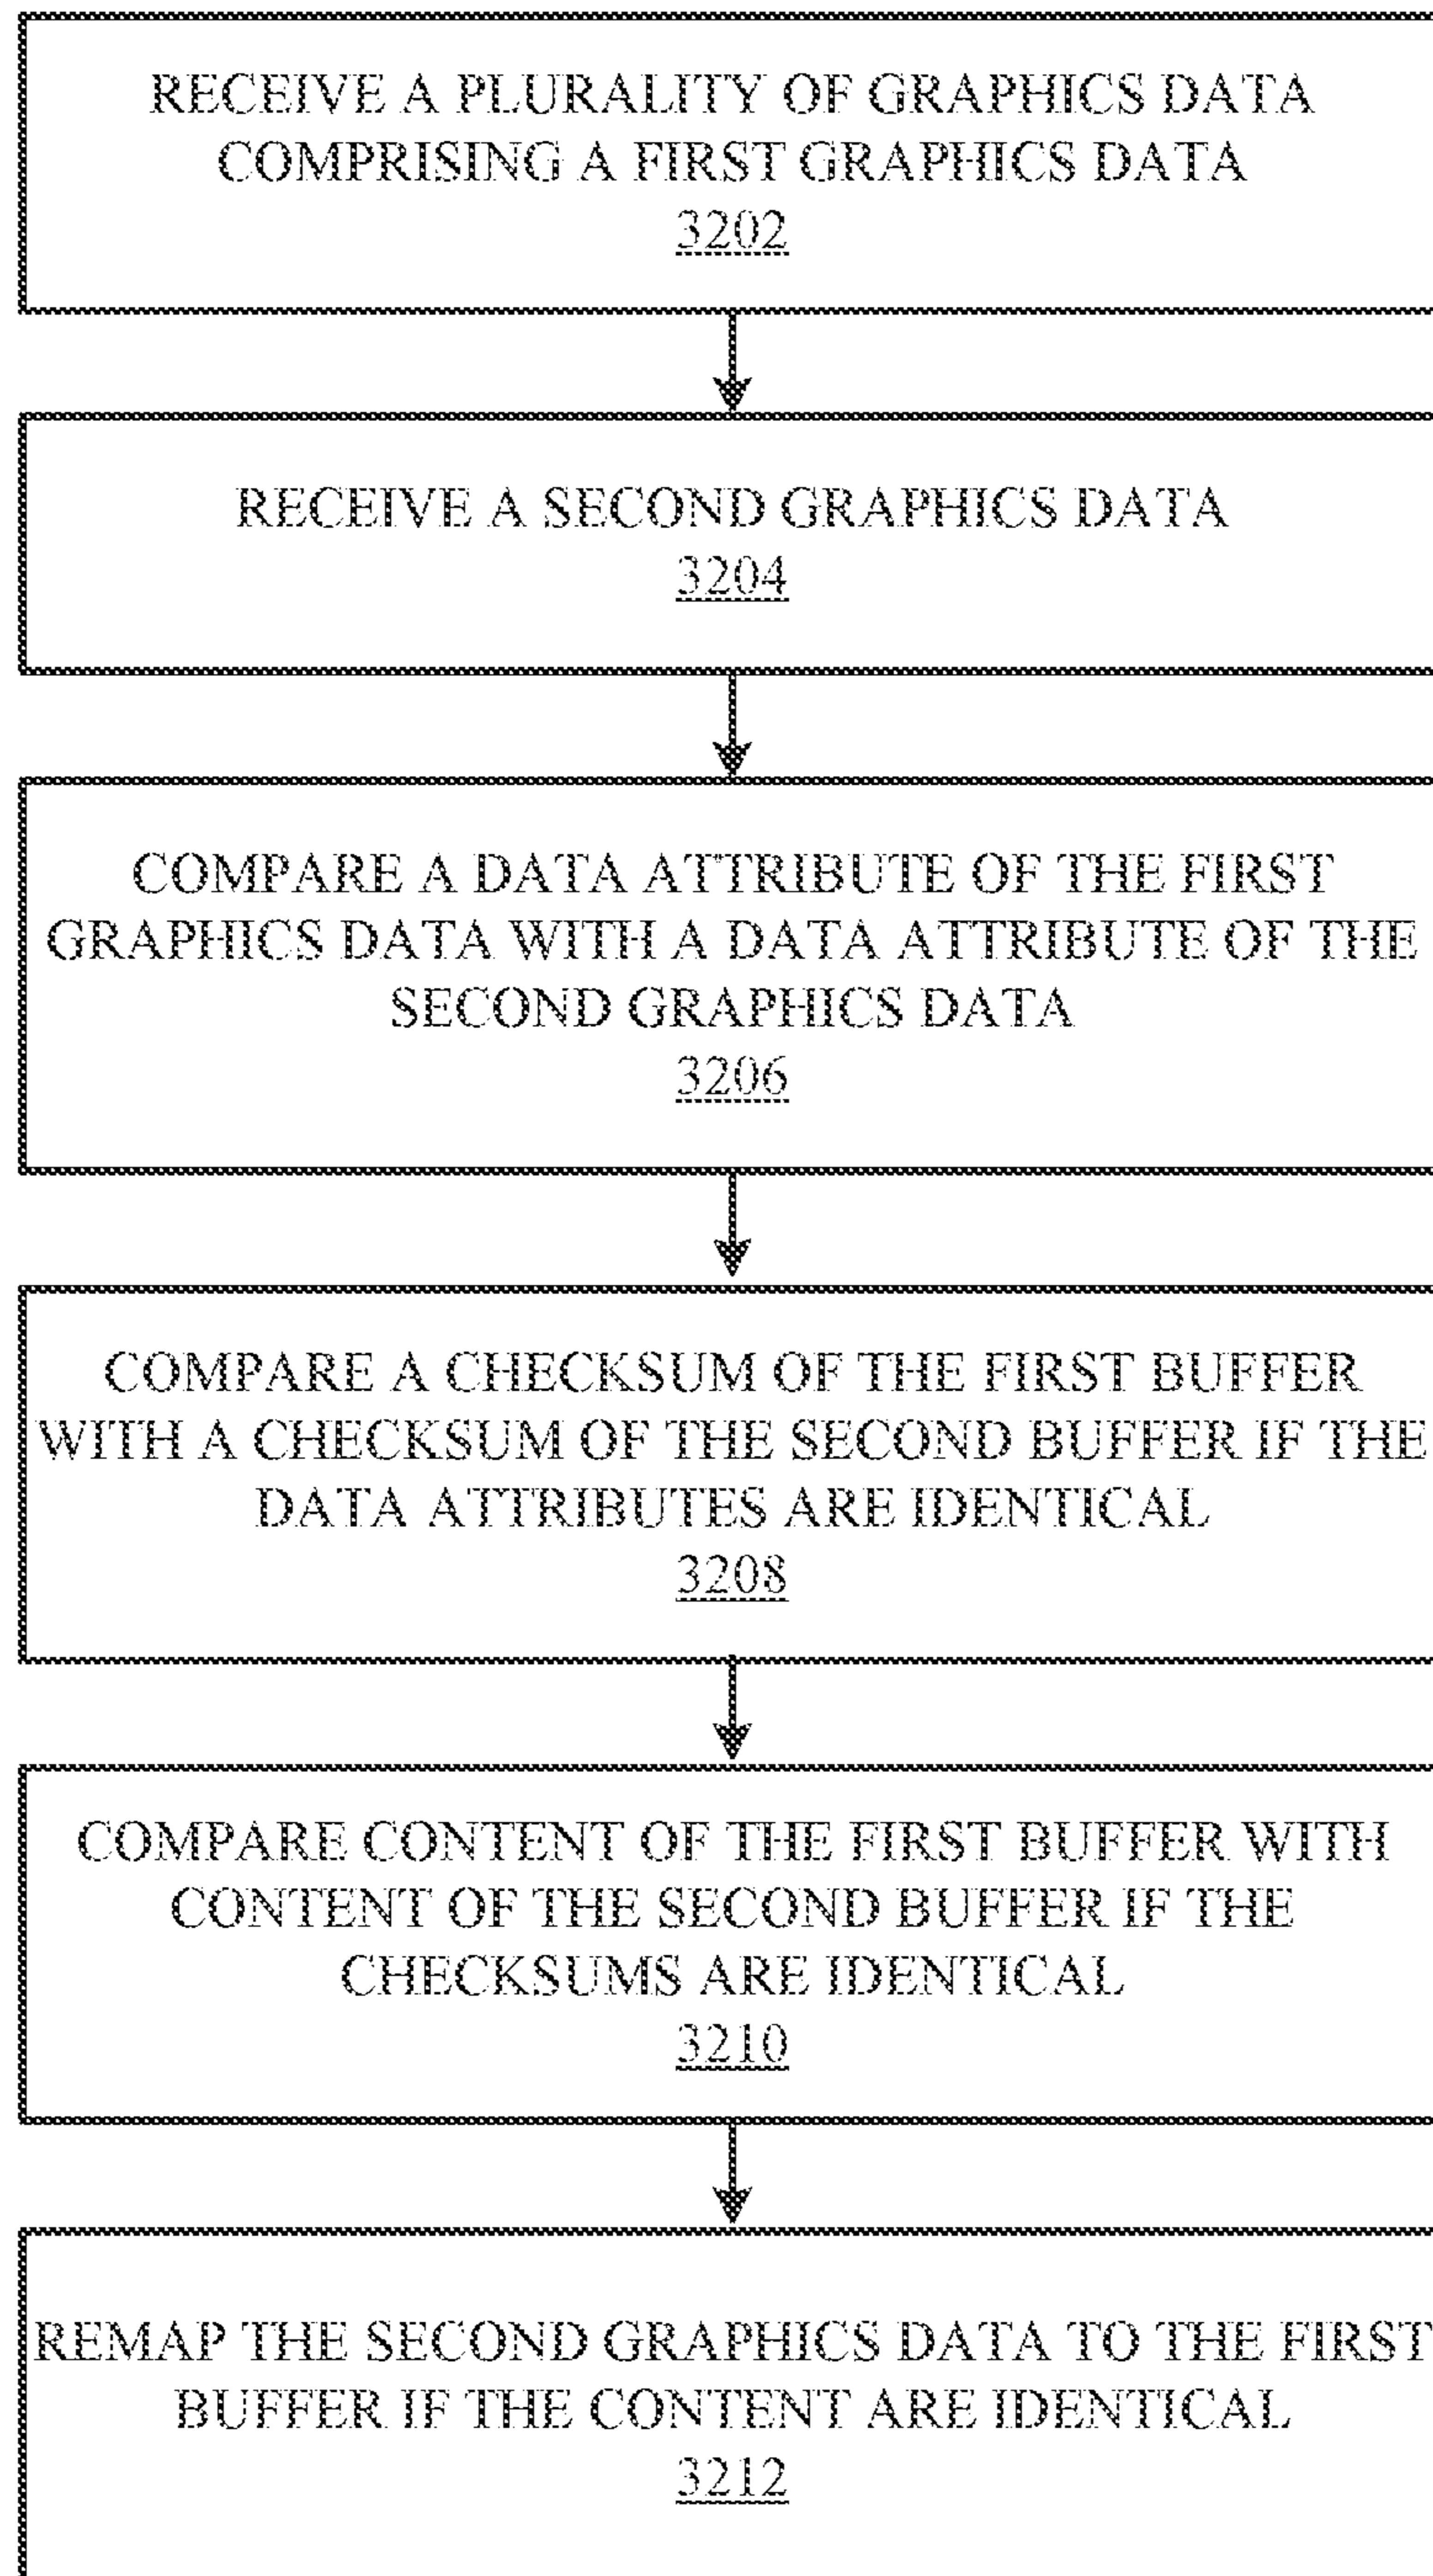 RECEIVE A PLURALITY OF GRAPHICS DATA
COMPRISING A FIRST GRAPHICS DATA
3202
RECEIVE A SECOND GRAPHICS DATA
3204
COMPARE A DATA ATTRIBUTE OF THE FIRST
GRAPHICS DATA WITH A DATA ATTRIBUTE OF THE
SECOND GRAPHICS DATA
3206
COMPARE A CHECKSUM OF THE FIRST BUFFER
WITH A CHECKSUM OF THE SECOND BUFFER IF THE
DATA ATTRIBUTES ARE IDENTICAL
3208
COMPARE CONTENT OF THE FIRST BUFFER WITH
CONTENT OF THE SECOND BUFFER IF THE
CHECKSUMS ARE IDENTICAL
3210
REMAP THE SECOND GRAPHICS DATA TO THE FIRST
BUFFER IF THE CONTENT ARE IDENTICAL
3212